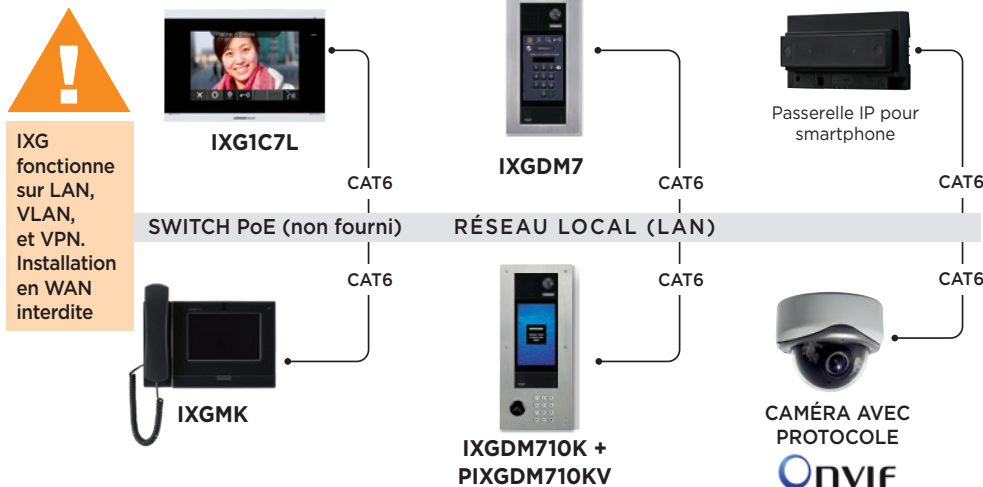 IXG
fonctionne
sur LAN,
VLAN,
et VPN.
Installation
en WAN
interdite
IXG1C7L
IXGDM7
Passerelle IP pour
smartphone
CAT6
CAT6
CAT6
SWITCH PoE (non fourni)
RÉSEAU LOCAL (LAN)
CAT6
CAT6
CAT6
IXGMK
IXGDM710K +
PIXGDM710KV
CAMÉRA AVEC
PROTOCOLE
ONVIF